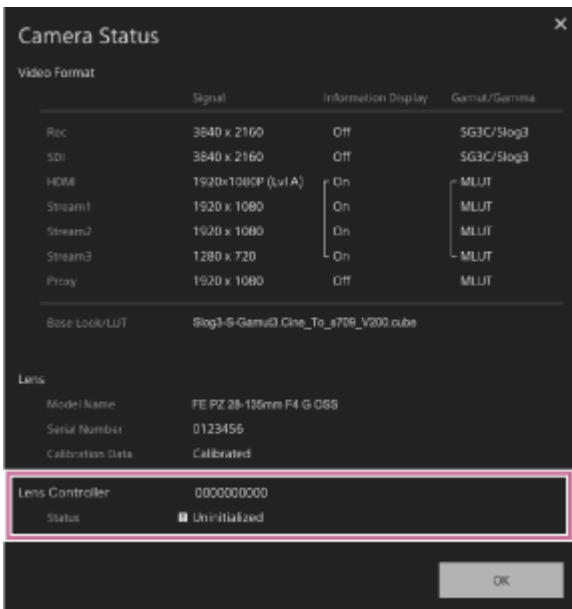 Camera Status
Video Format
Signal Information Display Gamut/Gamma
Rec 3840 x 2160 Off SG3C/Slog3
SDI 3840 x 2160 Off SG3C/Slog3
HDMI 1920×1080P (Lvl A) On MLUT
Stream1 1920 x 1080 On MLUT
Stream2 1920 x 1080 On MLUT
Stream3 1280 x 720 On MLUT
Proxy 1920 x 1080 Off MLUT
Base Look/LUT Slog3-S-Gamut3.Cine_To_s709_V200.cube
Lens
Model Name FE PZ 28-135mm F4 G OSS
Serial Number 0123456
Calibration Data Calibrated
Lens Controller 0000000000
Status Uninitialized
OK